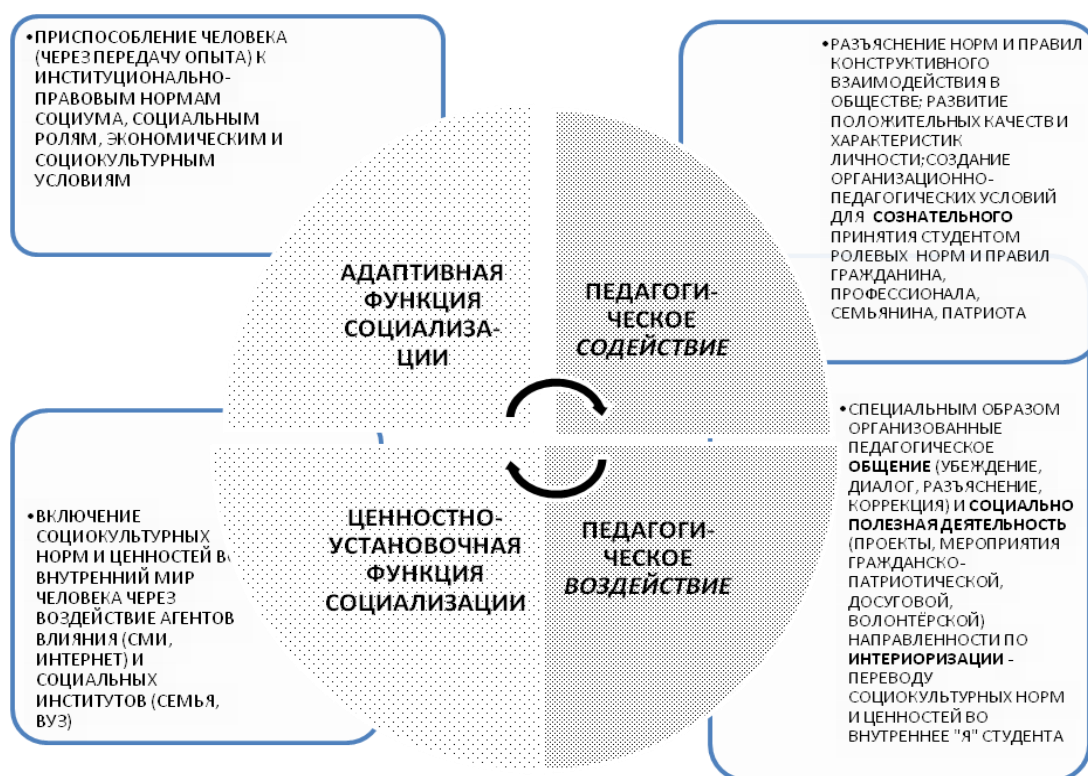 •ПРИСПОСОБЛЕНИЕ ЧЕЛОВЕКА
(ЧЕРЕЗ ПЕРЕДАЧУ ОПЫТА) К
ИНСТИТУЦИОНАЛЬНО-
ПРАВОВЫМ НОРМАМ
СОЦИУМА, СОЦИАЛЬНЫМ
РОЛЯМ, ЭКОНОМИЧЕСКИМ И
СОЦИОКУЛЬТУРНЫМ
УСЛОВИЯМ
•РАЗЪЯСНЕНИЕ НОРМ И ПРАВИЛ
КОНСТРУКТИВНОГО
ВЗАИМОДЕЙСТВИЯ В
ОБЩЕСТВЕ; РАЗВИТИЕ
ПОЛОЖИТЕЛЬНЫХ КАЧЕСТВ И
ХАРАКТЕРИСТИК
ЛИЧНОСТИ;СОЗДАНИЕ
ОРГАНИЗАЦИОННО-
ПЕДАГОГИЧЕСКИХ УСЛОВИЙ
ДЛЯ СОЗНАТЕЛЬНОГО
ПРИНЯТИЯ СТУДЕНТОМ
РОЛЕВЫХ НОРМ И ПРАВИЛ
ГРАЖДАНИНА,
ПРОФЕССИОНАЛА,
СЕМЬЯНИНА, ПАТРИОТА
АДАПТИВНАЯ
ФУНКЦИЯ
СОЦИАЛИЗА-
ЦИИ
ПЕДАГОГИ-
ЧЕСКОЕ
СОДЕЙСТВИЕ
•ВКЛЮЧЕНИЕ
СОЦИОКУЛЬТУРНЫХ
НОРМ И ЦЕННОСТЕЙ ВО
ВНУТРЕННИЙ МИР
ЧЕЛОВЕКА ЧЕРЕЗ
ВОЗДЕЙСТВИЕ АГЕНТОВ
ВЛИЯНИЯ (СМИ,
ИНТЕРНЕТ) И
СОЦИАЛЬНЫХ
ИНСТИТУТОВ (СЕМЬЯ,
ВУЗ)
ЦЕННОСТНО-
УСТАНОВОЧНАЯ
ФУНКЦИЯ
СОЦИАЛИЗАЦИИ
ПЕДАГОГИ-
ЧЕСКОЕ
ВОЗДЕЙСТВИЕ
•СПЕЦИАЛЬНЫМ ОБРАЗОМ
ОРГАНИЗОВАННЫЕ
ПЕДАГОГИЧЕСКОЕ
ОБЩЕНИЕ (УБЕЖДЕНИЕ,
ДИАЛОГ, РАЗЪЯСНЕНИЕ,
КОРРЕКЦИЯ) И СОЦИАЛЬНО
ПОЛЕЗНАЯ ДЕЯТЕЛЬНОСТЬ
(ПРОЕКТЫ, МЕРОПРИЯТИЯ
ГРАЖДАНСКО-
ПАТРИОТИЧЕСКОЙ,
ДОСУГОВОЙ,
ВОЛОНТЁРСКОЙ)
НАПРАВЛЕННОСТИ ПО
ИНТЕРИОРИЗАЦИИ -
ПЕРЕВОДУ
СОЦИОКУЛЬТУРНЫХ НОРМ
И ЦЕННОСТЕЙ ВО
ВНУТРЕННЕЕ "Я" СТУДЕНТА